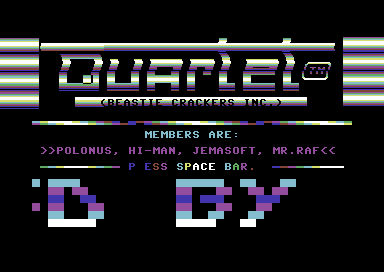 QUARTET TM
(BEASTIE CRACKERS INC.)
MEMBERS ARE:
>>POLONUS, HI-MAN, JEMASOFT, MR.RAF<<
P ESS SPACE BAR.
D BY